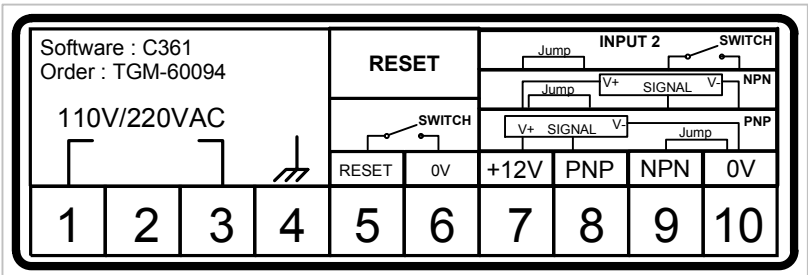 Software : C361
Order : TGM-60094
110V/220VAC
RESET
SWITCH
RESET 0V
INPUT 2
Jump SWITCH
Jump V+ SIGNAL V- NPN
V+ SIGNAL V- Jump PNP
+12V PNP NPN 0V
1 2 3 4 5 6 7 8 9 10